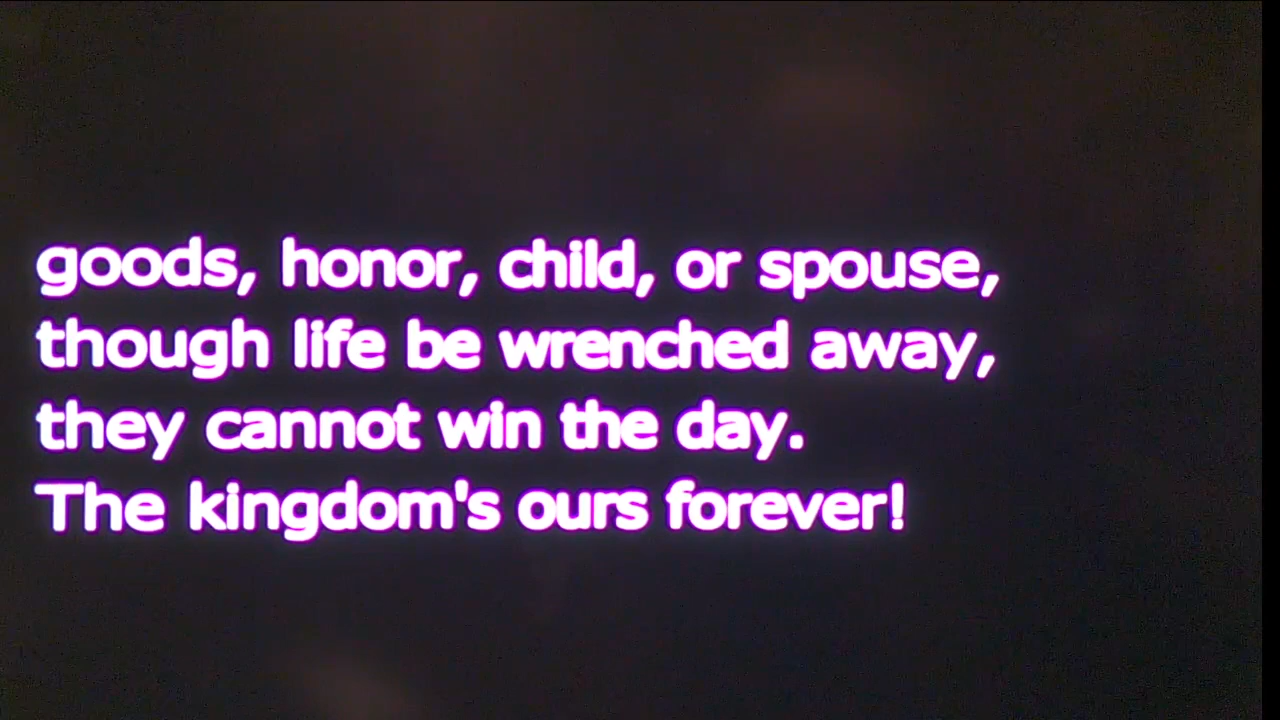 goods, honor, child, or spouse,
though life be wrenched away,
they cannot win the day.
The kingdom's ours forever!